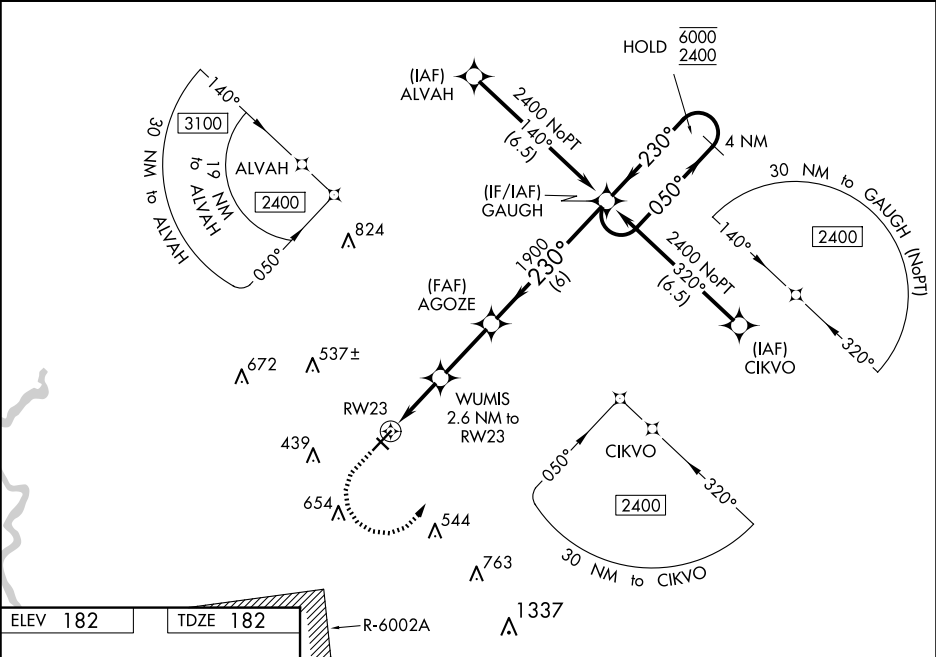 HOLD 6000
2400
(IAF)
ALVAH
2400 NoPT
140°
(6.5)
230°
050°
4 NM
140°
3100
30 NM to ALVAH
19 NM
to ALVAH
ALVAH
2400
050°
824
(IF/IAF)
GAUGH
30 NM to GAUGH (NoPT)
2400
140°
320°
1900
230°
(6)
2400 NoPT
320°
(6.5)
(FAF)
AGOZE
(IAF)
CIKVO
672
537±
WUMIS
2.6 NM to
RW23
RW23
439
654
544
763
1337
CIKVO
050°
320°
2400
30 NM to CIKVO
ELEV 182
TDZE 182
R-6002A